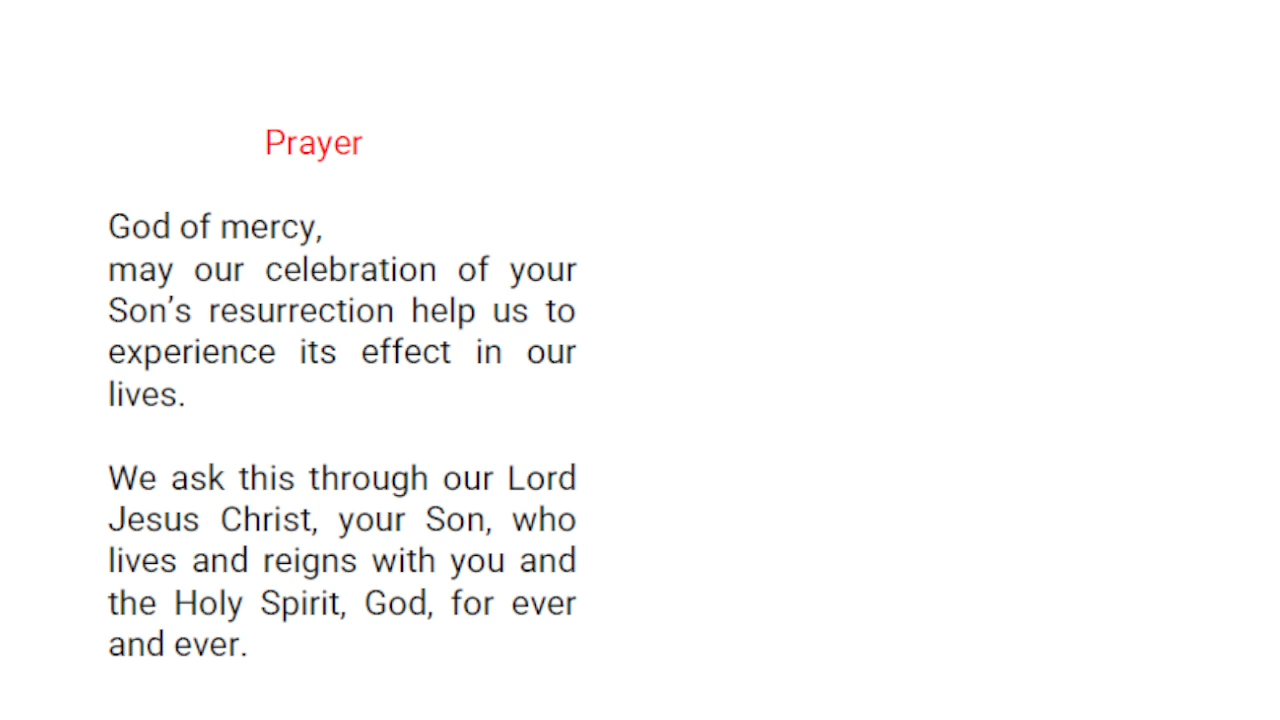 Prayer
God of mercy,
may our celebration of your
Son’s resurrection help us to
experience its effect in our
lives.
We ask this through our Lord
Jesus Christ, your Son, who
lives and reigns with you and
the Holy Spirit, God, for ever
and ever.